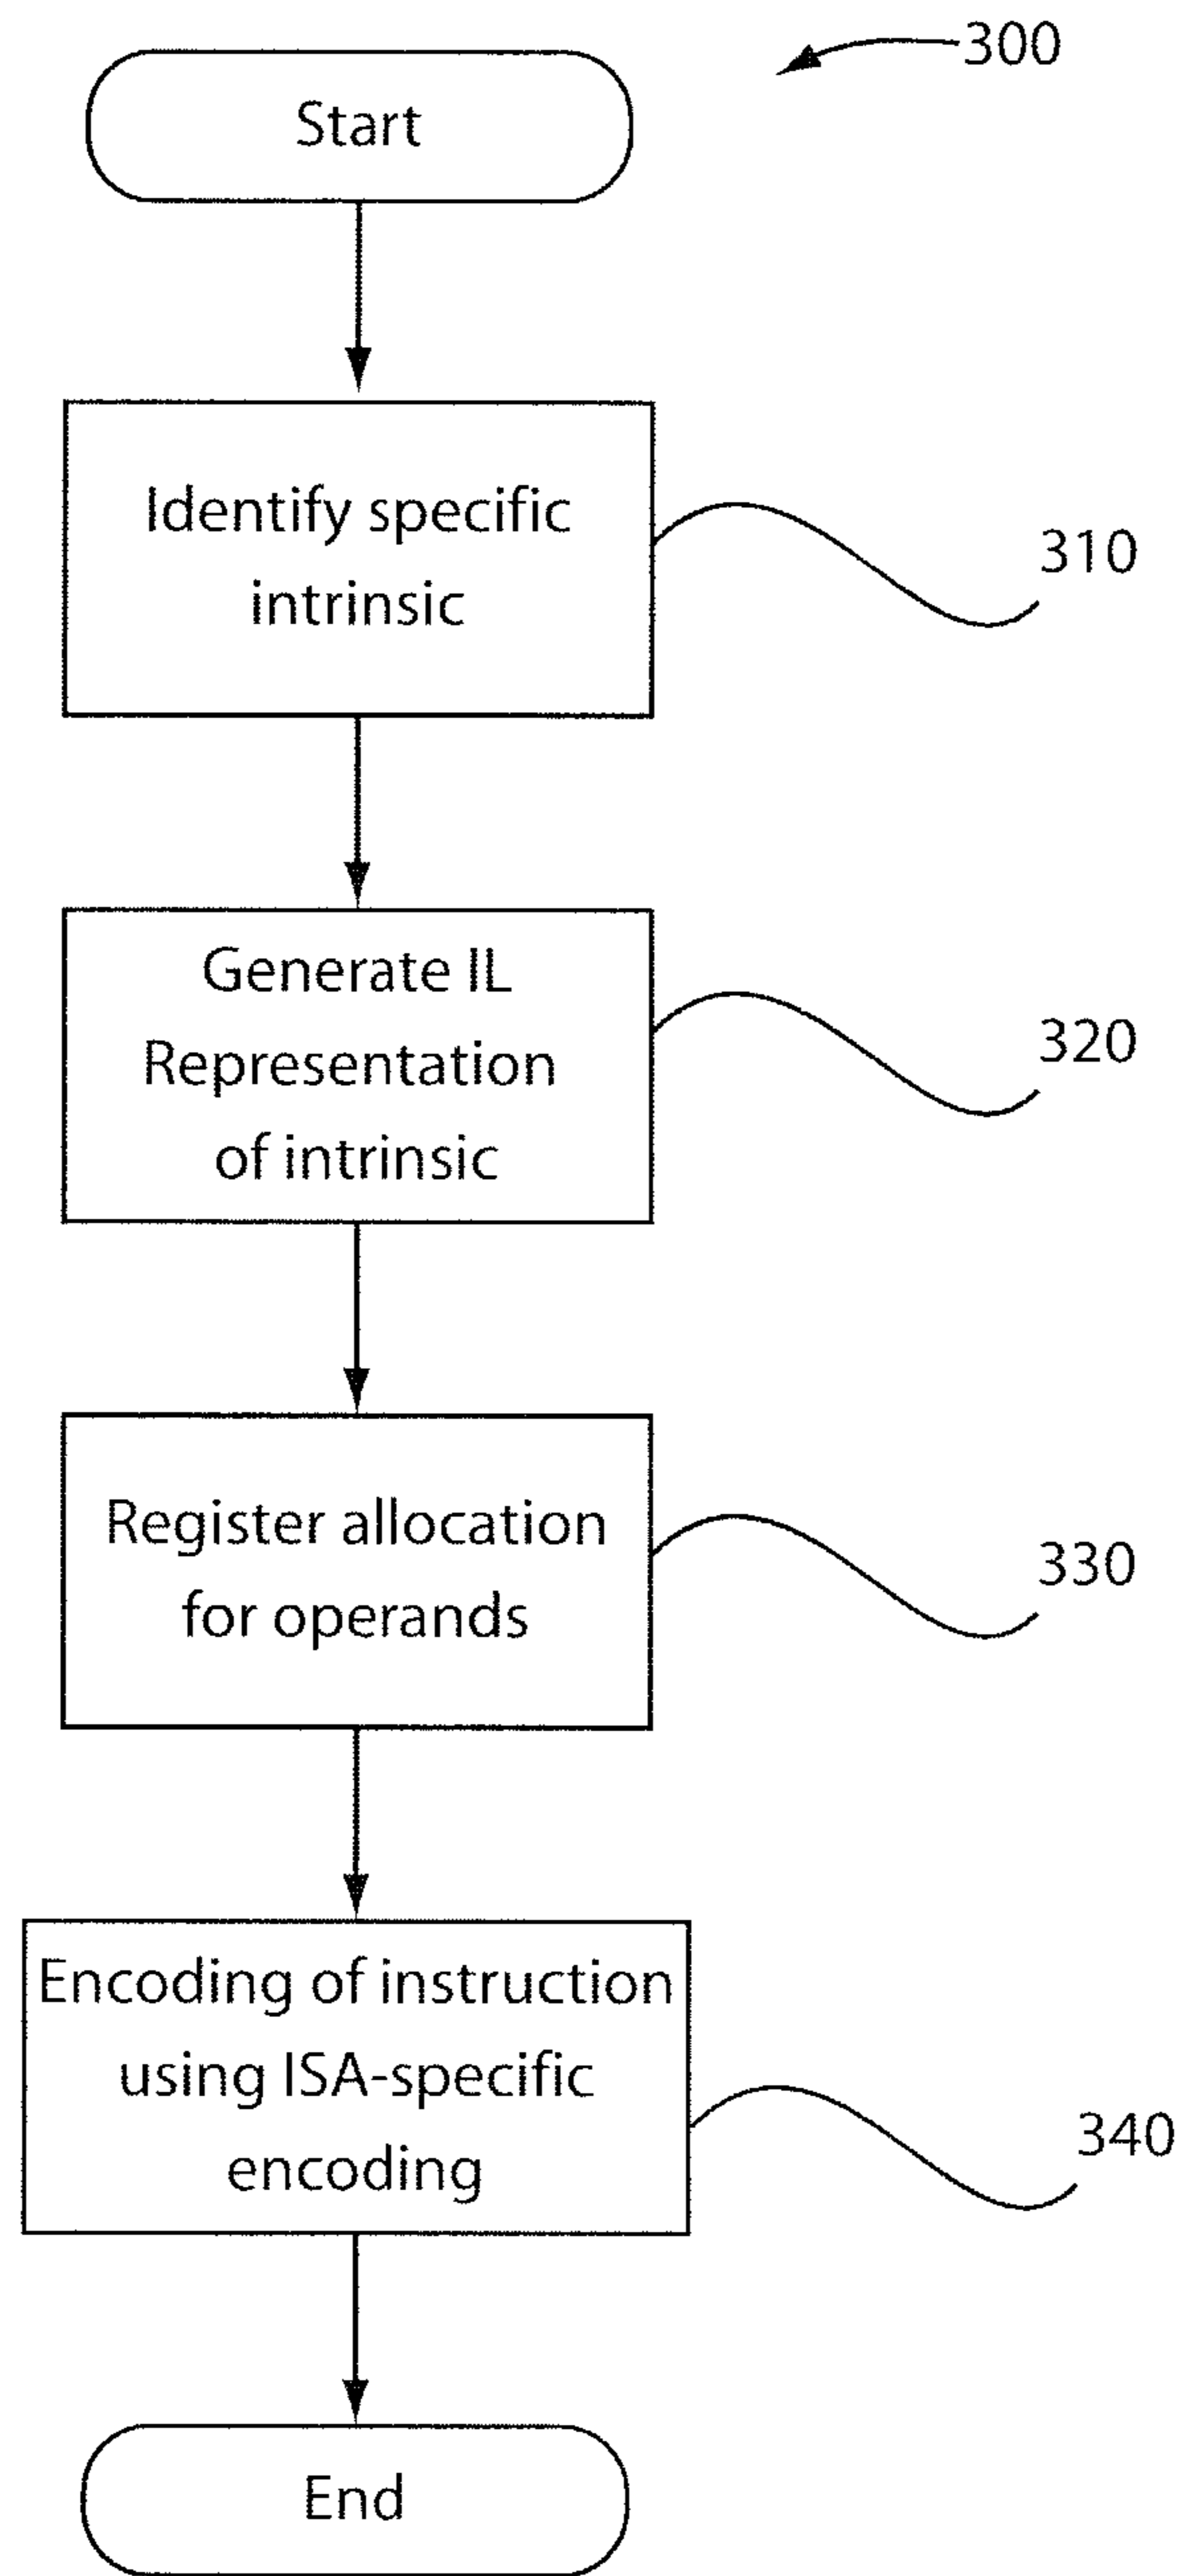 300
Start
Identify specific
intrinsic
310
Generate IL
Representation
of intrinsic
320
Register allocation
for operands
330
Encoding of instruction
using ISA-specific
encoding
340
End